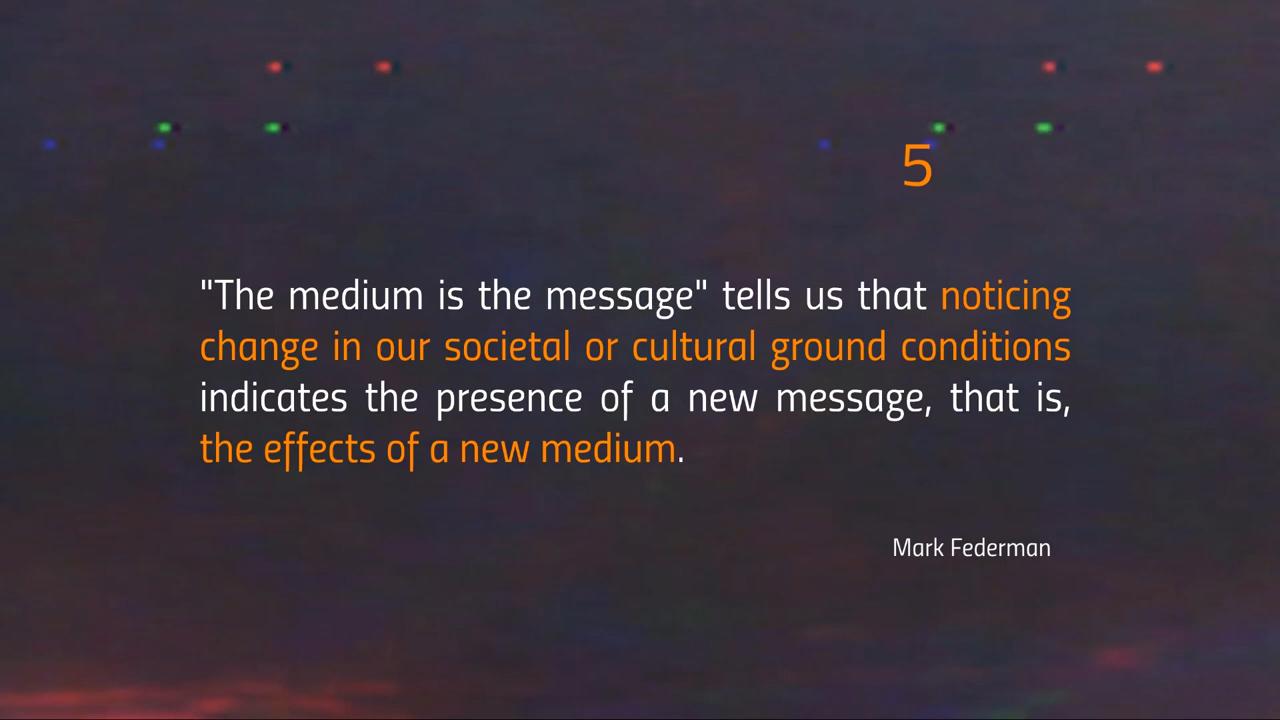 5
"The medium is the message" tells us that noticing
change in our societal or cultural ground conditions
indicates the presence of a new message, that is,
the effects of a new medium.
Mark Federman